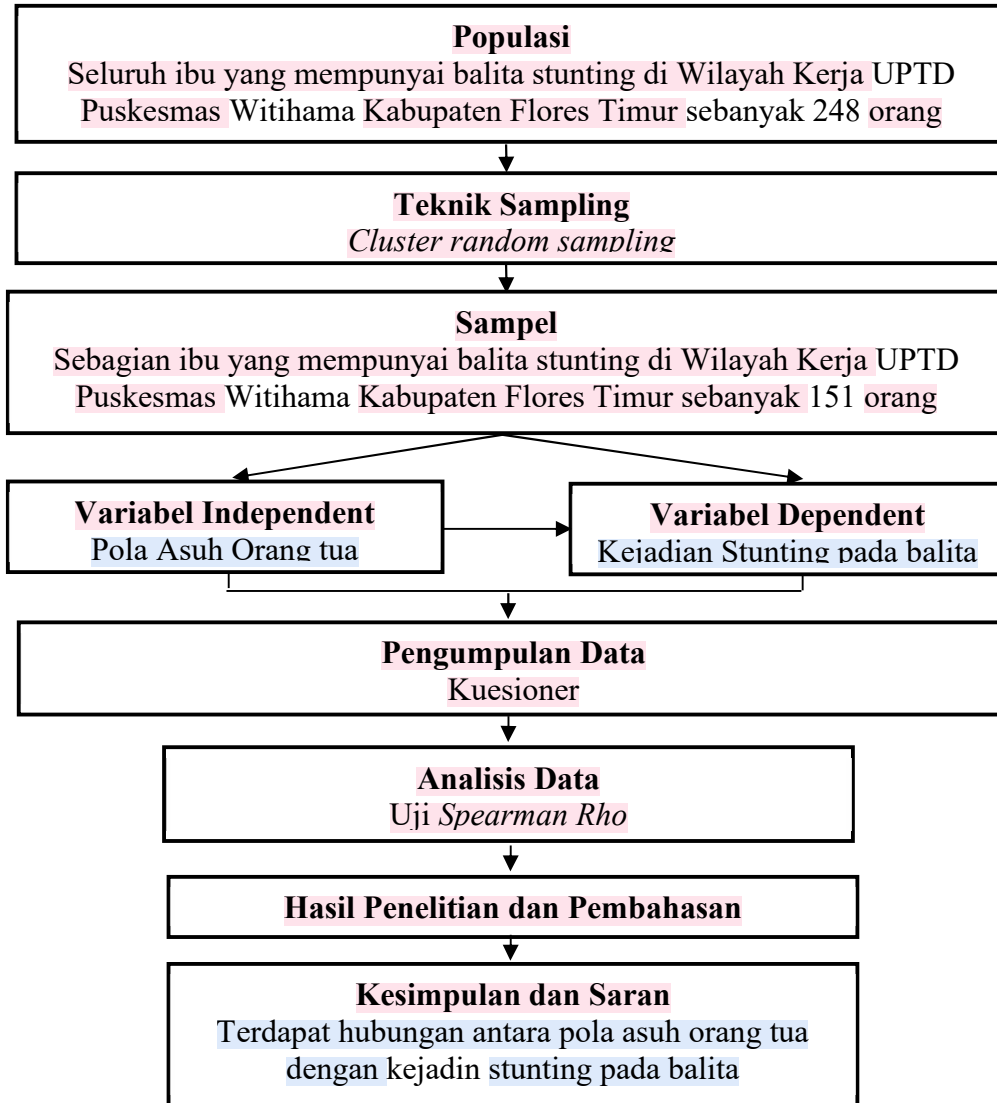 Populasi
Seluruh ibu yang mempunyai balita stunting di Wilayah Kerja UPTD
Puskesmas Witihama Kabupaten Flores Timur sebanyak 248 orang
Teknik Sampling
Cluster random sampling
Sampel
Sebagian ibu yang mempunyai balita stunting di Wilayah Kerja UPTD
Puskesmas Witihama Kabupaten Flores Timur sebanyak 151 orang
Variabel Independent
Pola Asuh Orang tua
Variabel Dependent
Kejadian Stunting pada balita
Pengumpulan Data
Kuesioner
Analisis Data
Uji Spearman Rho
Hasil Penelitian dan Pembahasan
Kesimpulan dan Saran
Terdapat hubungan antara pola asuh orang tua
dengan kejadin stunting pada balita